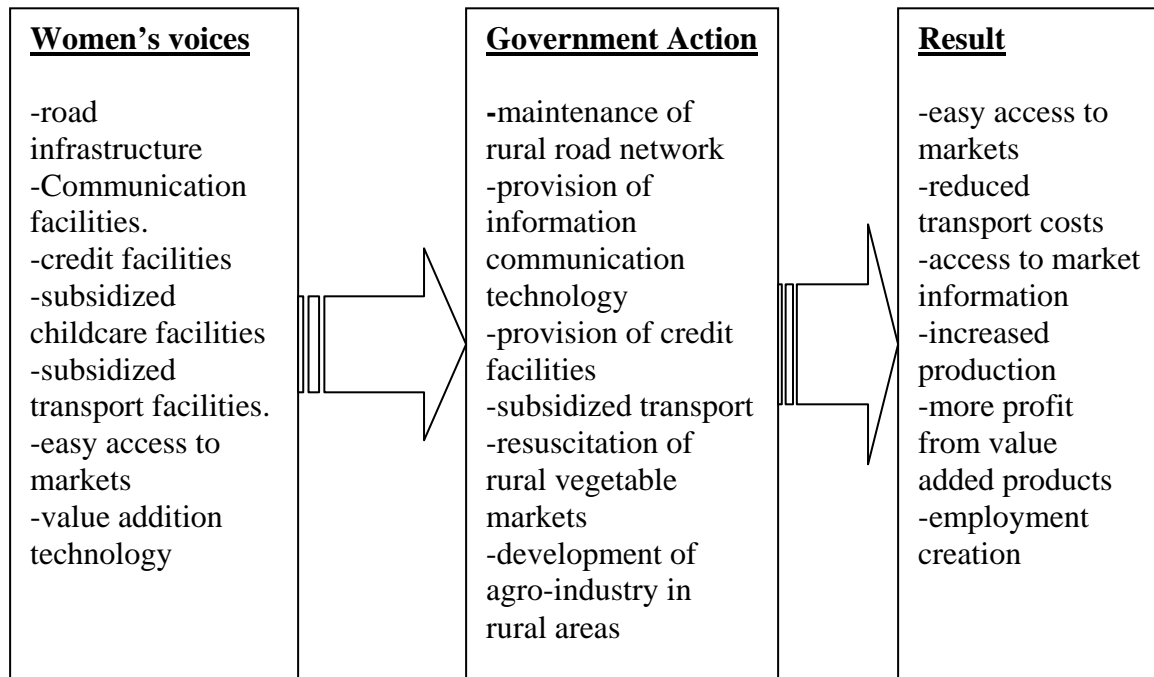 Women’s voices
-road
infrastructure
-Communication
facilities.
-credit facilities
-subsidized
childcare facilities
-subsidized
transport facilities.
-easy access to
markets
-value addition
technology
Government Action
-maintenance of
rural road network
-provision of
information
communication
technology
-provision of credit
facilities
-subsidized transport
-resuscitation of
rural vegetable
markets
-development of
agro-industry in
rural areas
Result
-easy access to
markets
-reduced
transport costs
-access to market
information
-increased
production
-more profit
from value
added products
-employment
creation